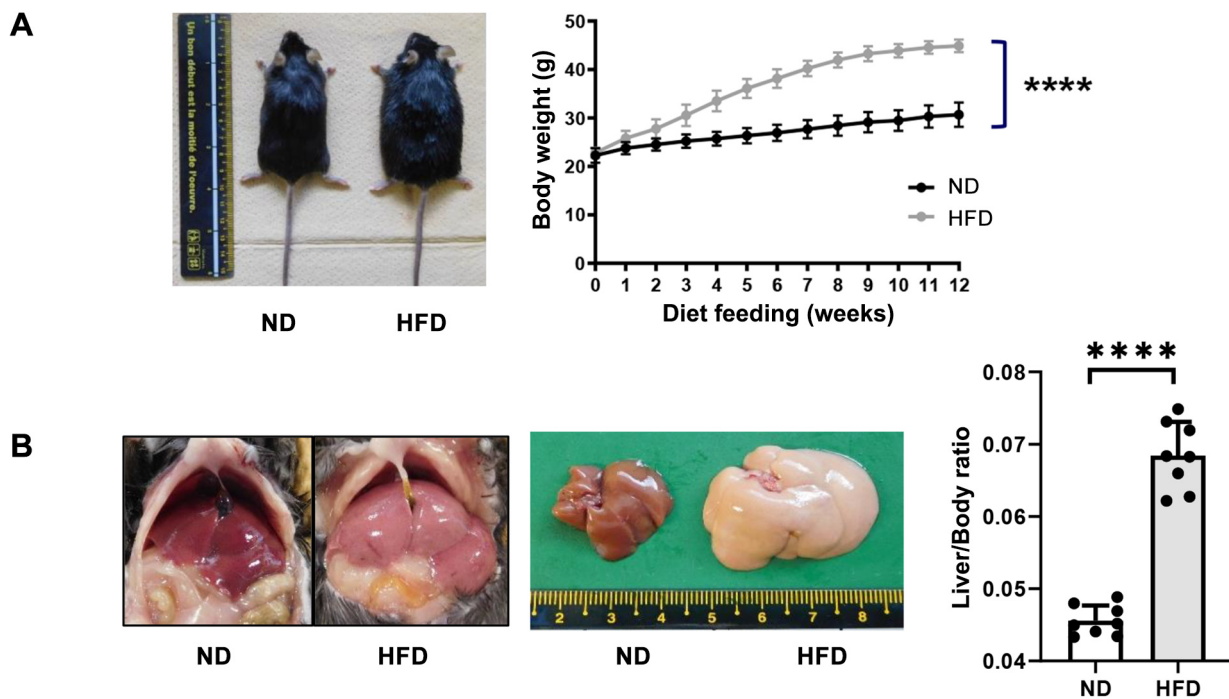 A
Un bon début est la moitié de l'oeuvre.
ND
HFD
Body weight (g)
50
40
30
20
10
0
0 1 2 3 4 5 6 7 8 9 10 11 12
Diet feeding (weeks)
ND
HFD
****
B
ND
HFD
2 3 4 5 6 7 8
ND
HFD
****
Liver/Body ratio
0.08
0.07
0.06
0.05
0.04
ND
HFD